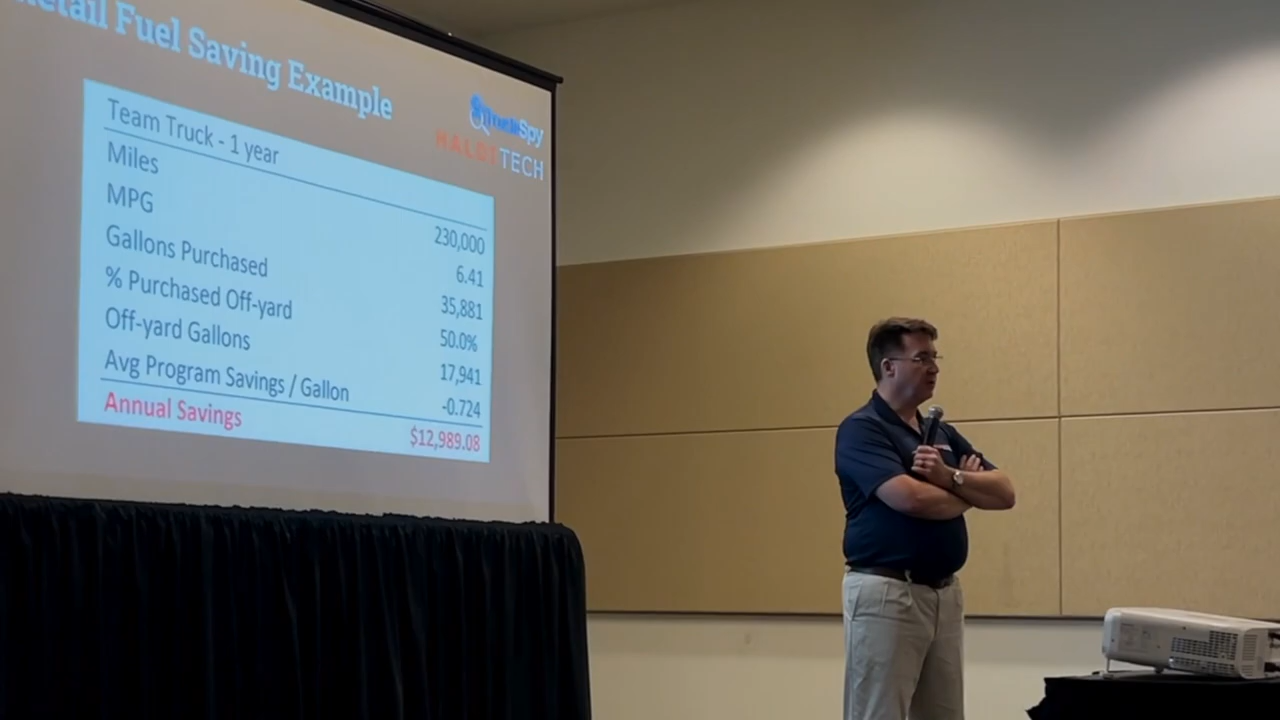 Retail Fuel Saving Example
TruckSpy
TECH
Team Truck - 1 year
Miles 230,000
MPG 6.41
Gallons Purchased 35,881
% Purchased Off-yard 50.0%
Off-yard Gallons 17,941
Avg Program Savings / Gallon -0.724
Annual Savings $12,989.08